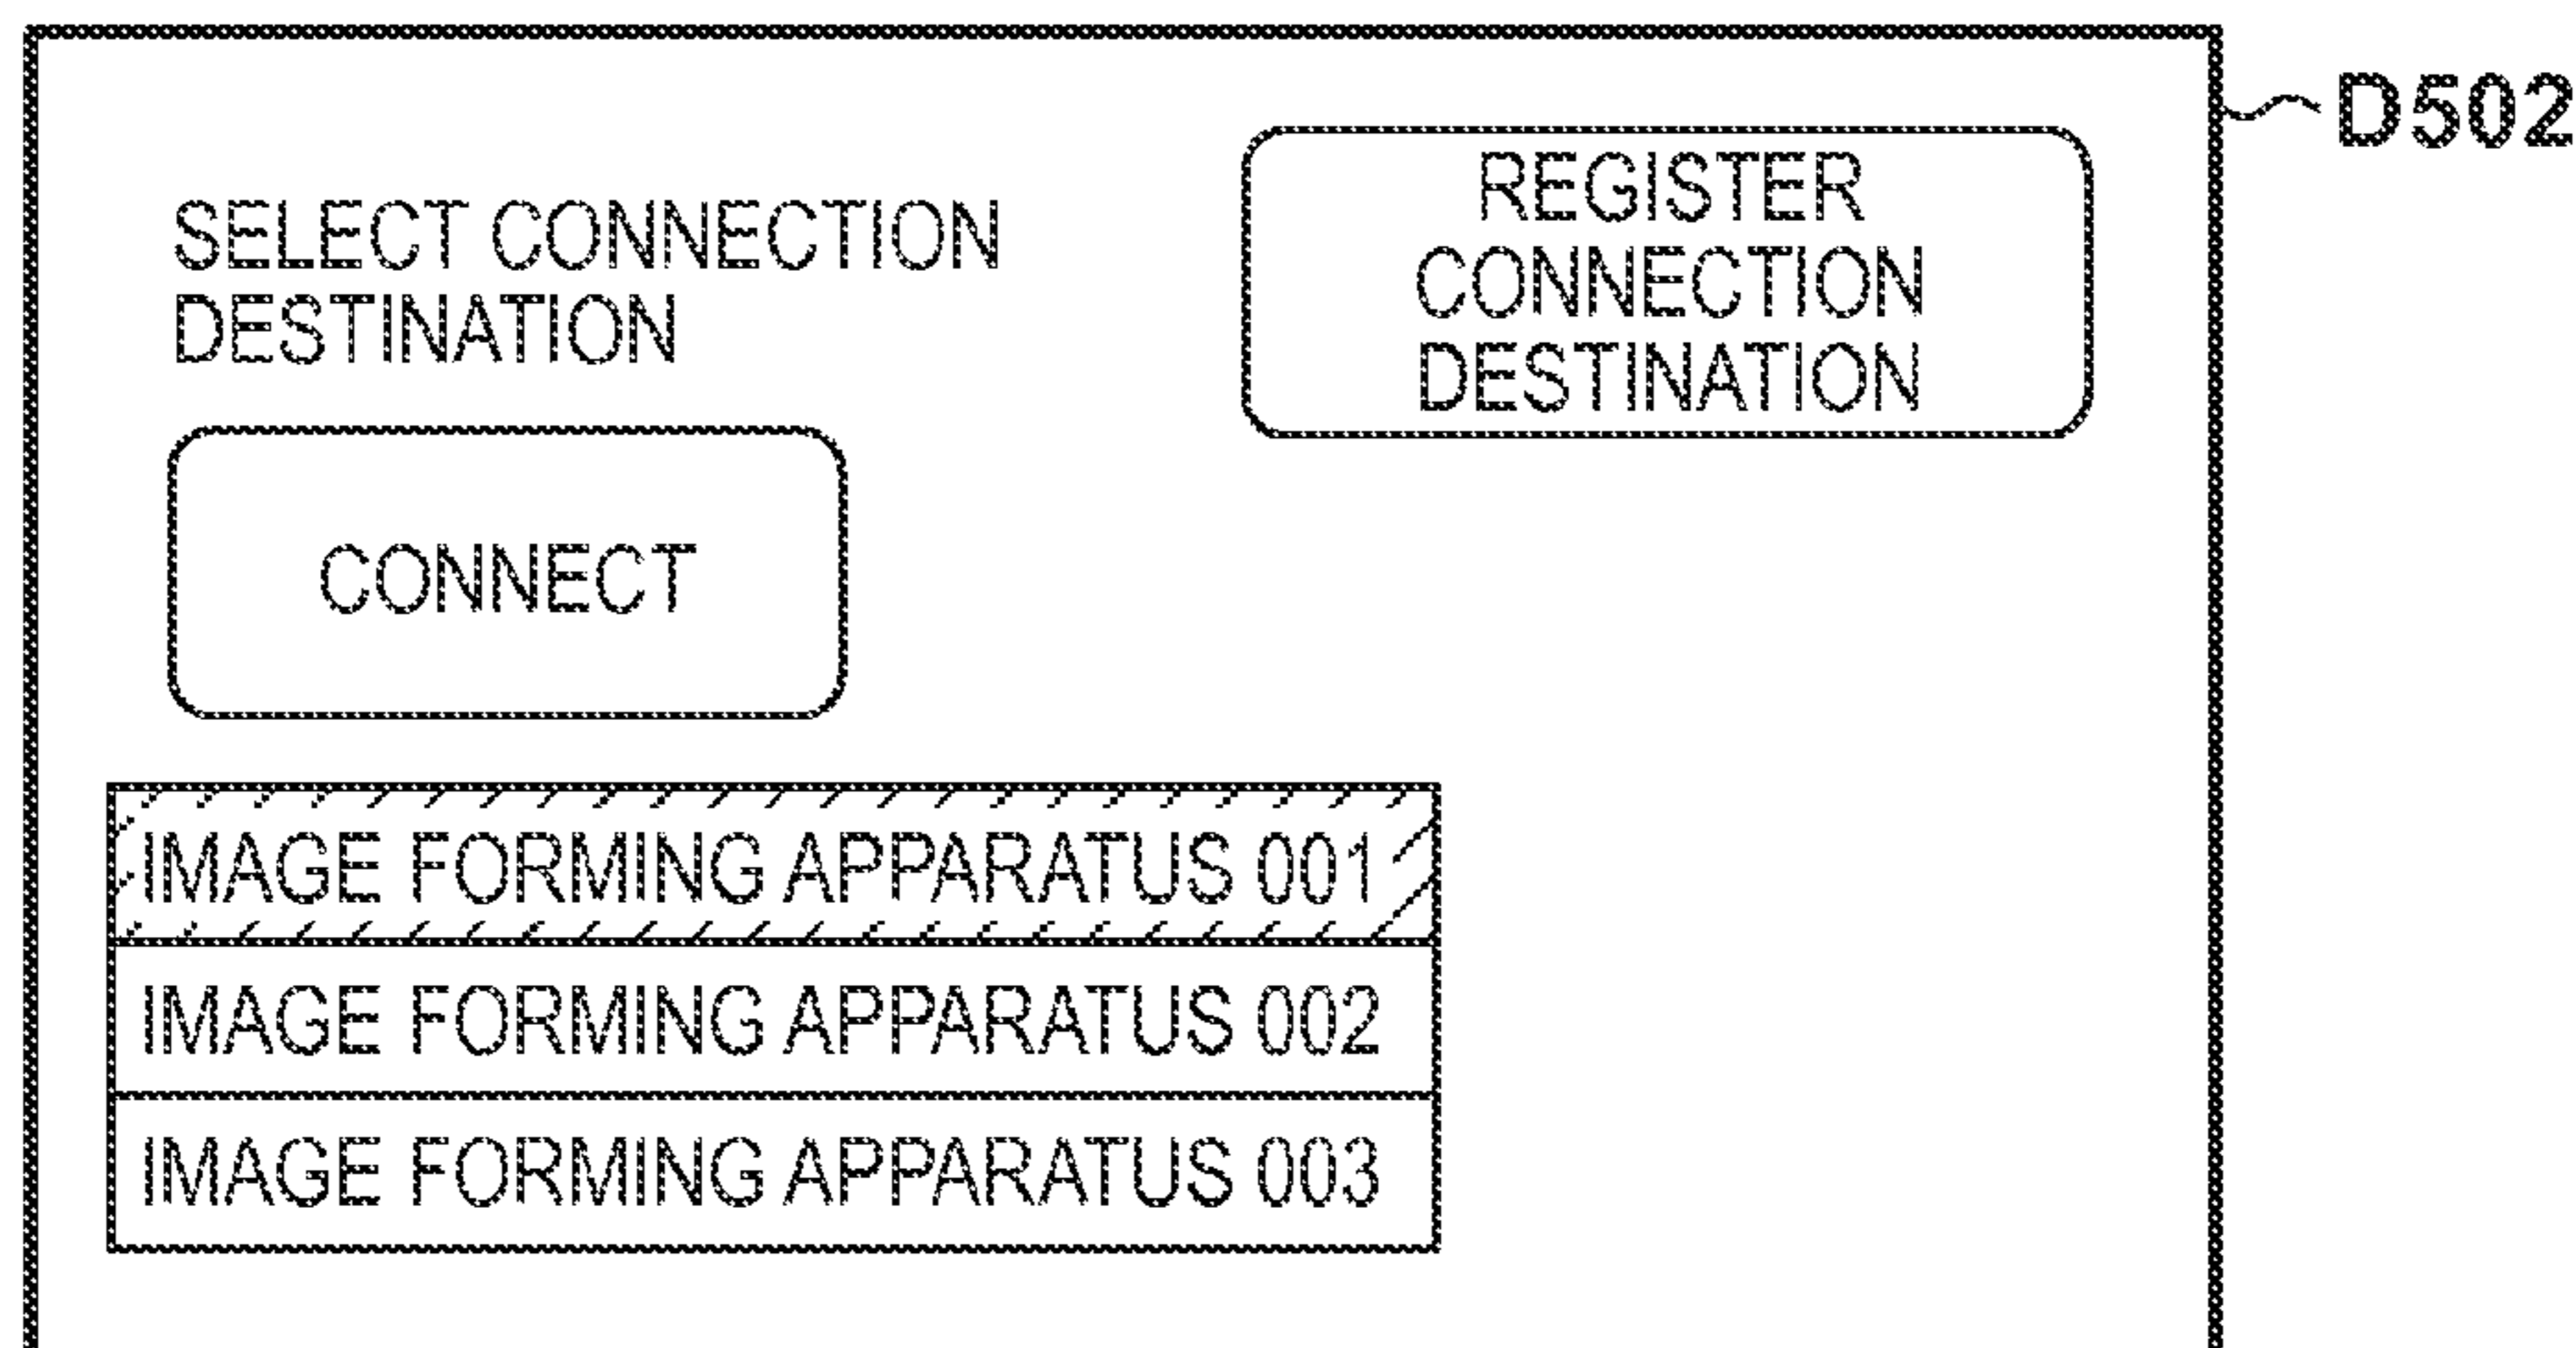 D502
SELECT CONNECTION
DESTINATION
REGISTER
CONNECTION
DESTINATION
CONNECT
IMAGE FORMING APPARATUS 001
IMAGE FORMING APPARATUS 002
IMAGE FORMING APPARATUS 003